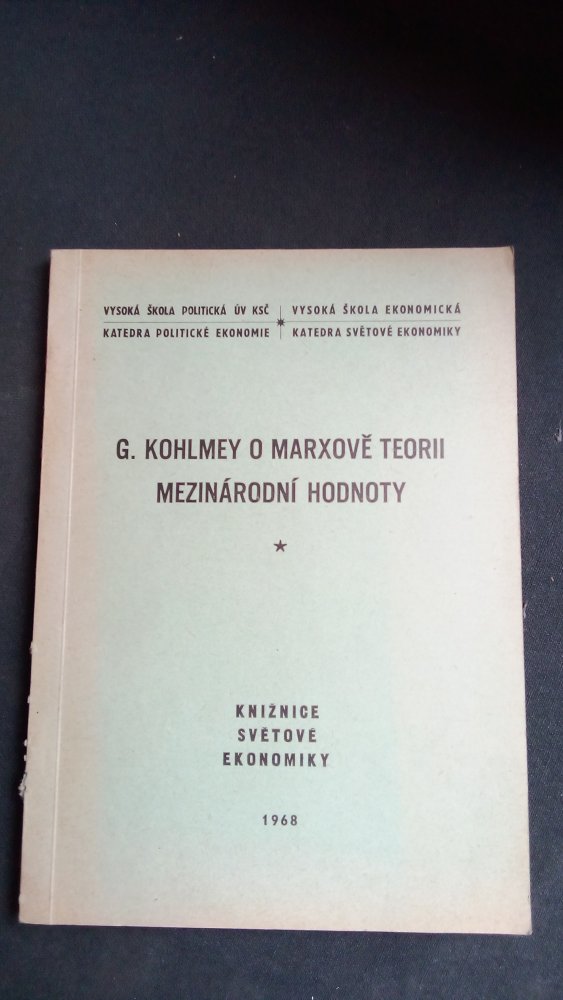 VYSOKÁ ŠKOLA POLITICKÁ ÚV KSČ
KATEDRA POLITICKÉ EKONOMIE
VYSOKÁ ŠKOLA EKONOMICKÁ
KATEDRA SVĚTOVÉ EKONOMIKY
G. KOHLMEY O MARXOVĚ TEORII
MEZINÁRODNÍ HODNOTY
KNIŽNICE
SVĚTOVÉ
EKONOMIKY
1968